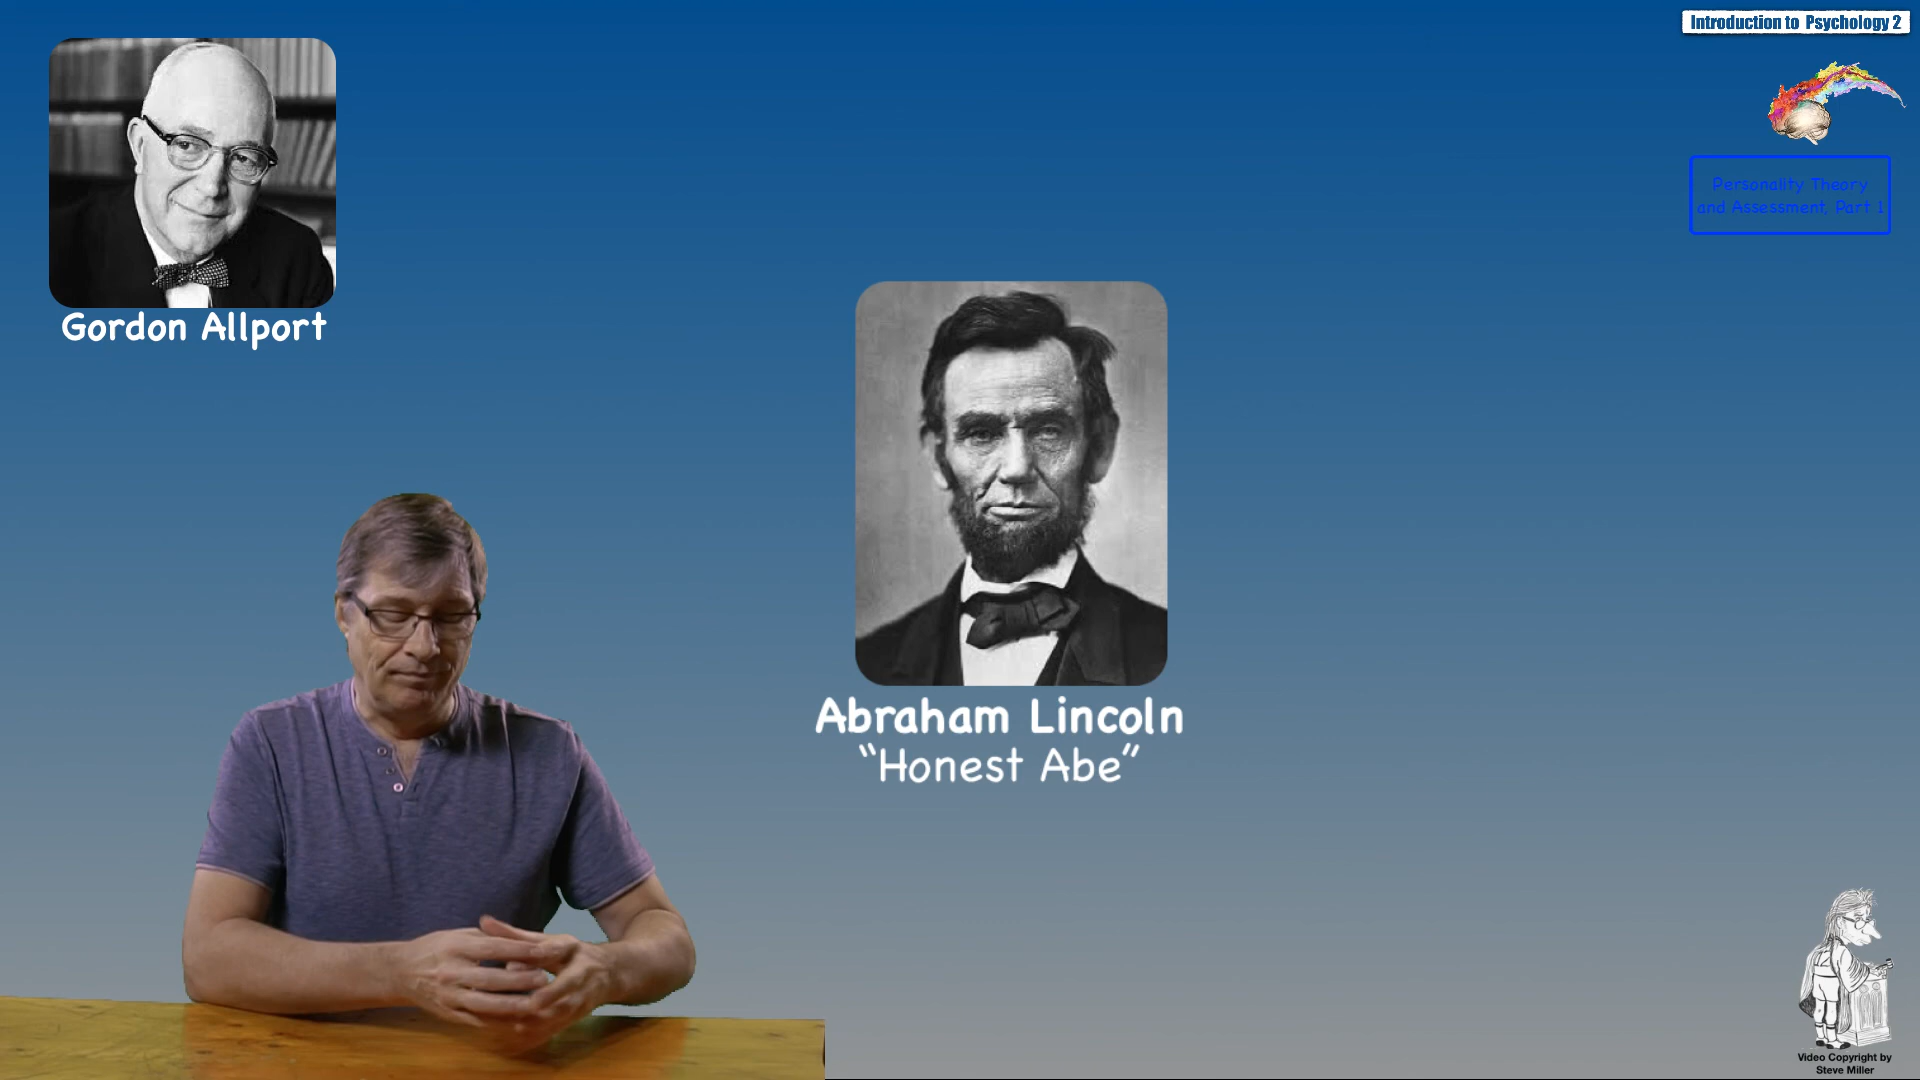 Introduction to Psychology 2
Personality Theory
and Assessment, Part 1
Gordon Allport
Abraham Lincoln
“Honest Abe”
Video Copyright by
Steve Miller